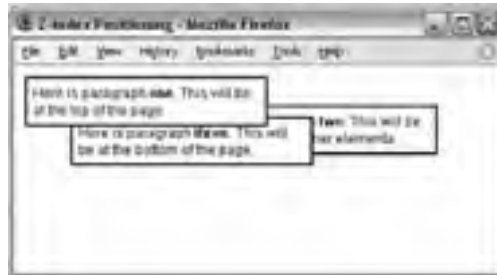 Z-Index Positioning - Mozilla Firefox
File Edit View History Bookmarks Tools Help
Here is paragraph one. This will be
at the top of the page.
two. This will be
her elements.
Here is paragraph three. This will
be at the bottom of the page.